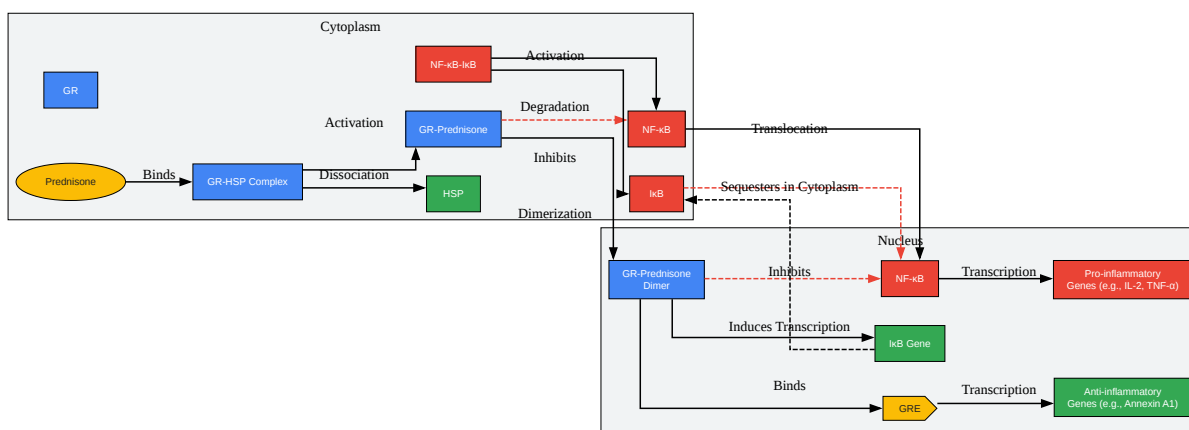 Cytoplasm
NF-κB-IκB
Activation
GR
Degradation
Activation
GR-Prednisone
NF-κB
Translocation
Inhibits
Prednisone
Binds
GR-HSP Complex
Dissociation
HSP
IκB
Sequesters in Cytoplasm
Dimerization
Nucleus
GR-Prednisone
Dimer
Inhibits
NF-κB
Transcription
Pro-inflammatory
Genes (e.g., IL-2, TNF-α)
Induces Transcription
IκB Gene
Binds
GRE
Transcription
Anti-inflammatory
Genes (e.g., Annexin A1)